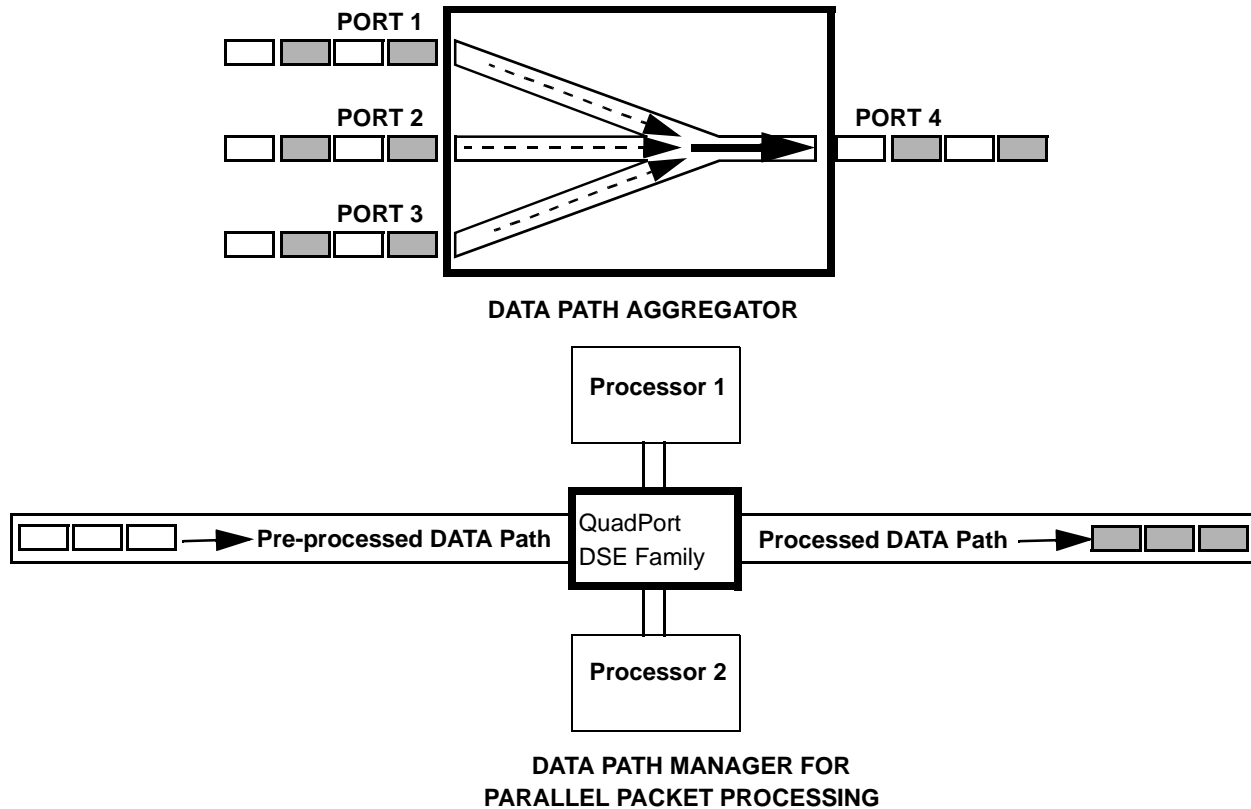 PORT 1
PORT 2
PORT 4
PORT 3
DATA PATH AGGREGATOR
Processor 1
Pre-processed DATA Path
QuadPort
DSE Family
Processed DATA Path
Processor 2
DATA PATH MANAGER FOR
PARALLEL PACKET PROCESSING